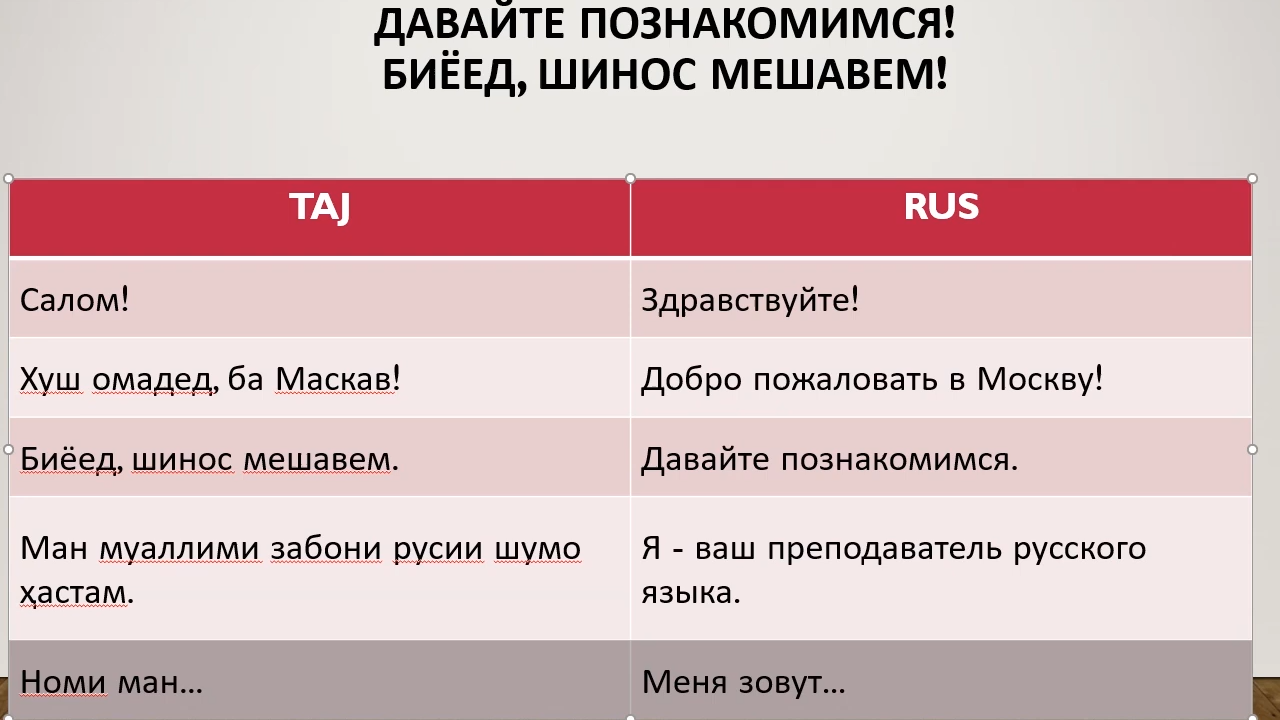 ДАВАЙТЕ ПОЗНАКОМИМСЯ!
БИЁЕД, ШИНОС МЕШАВЕМ!
TAJ
RUS
Салом!
Здравствуйте!
Хуш омадед, ба Маскав!
Добро пожаловать в Москву!
Биёед, шинос мешавем.
Давайте познакомимся.
Ман муаллими забони русии шумо
ҳастам.
Я - ваш преподаватель русского
языка.
Номи ман...
Меня зовут...